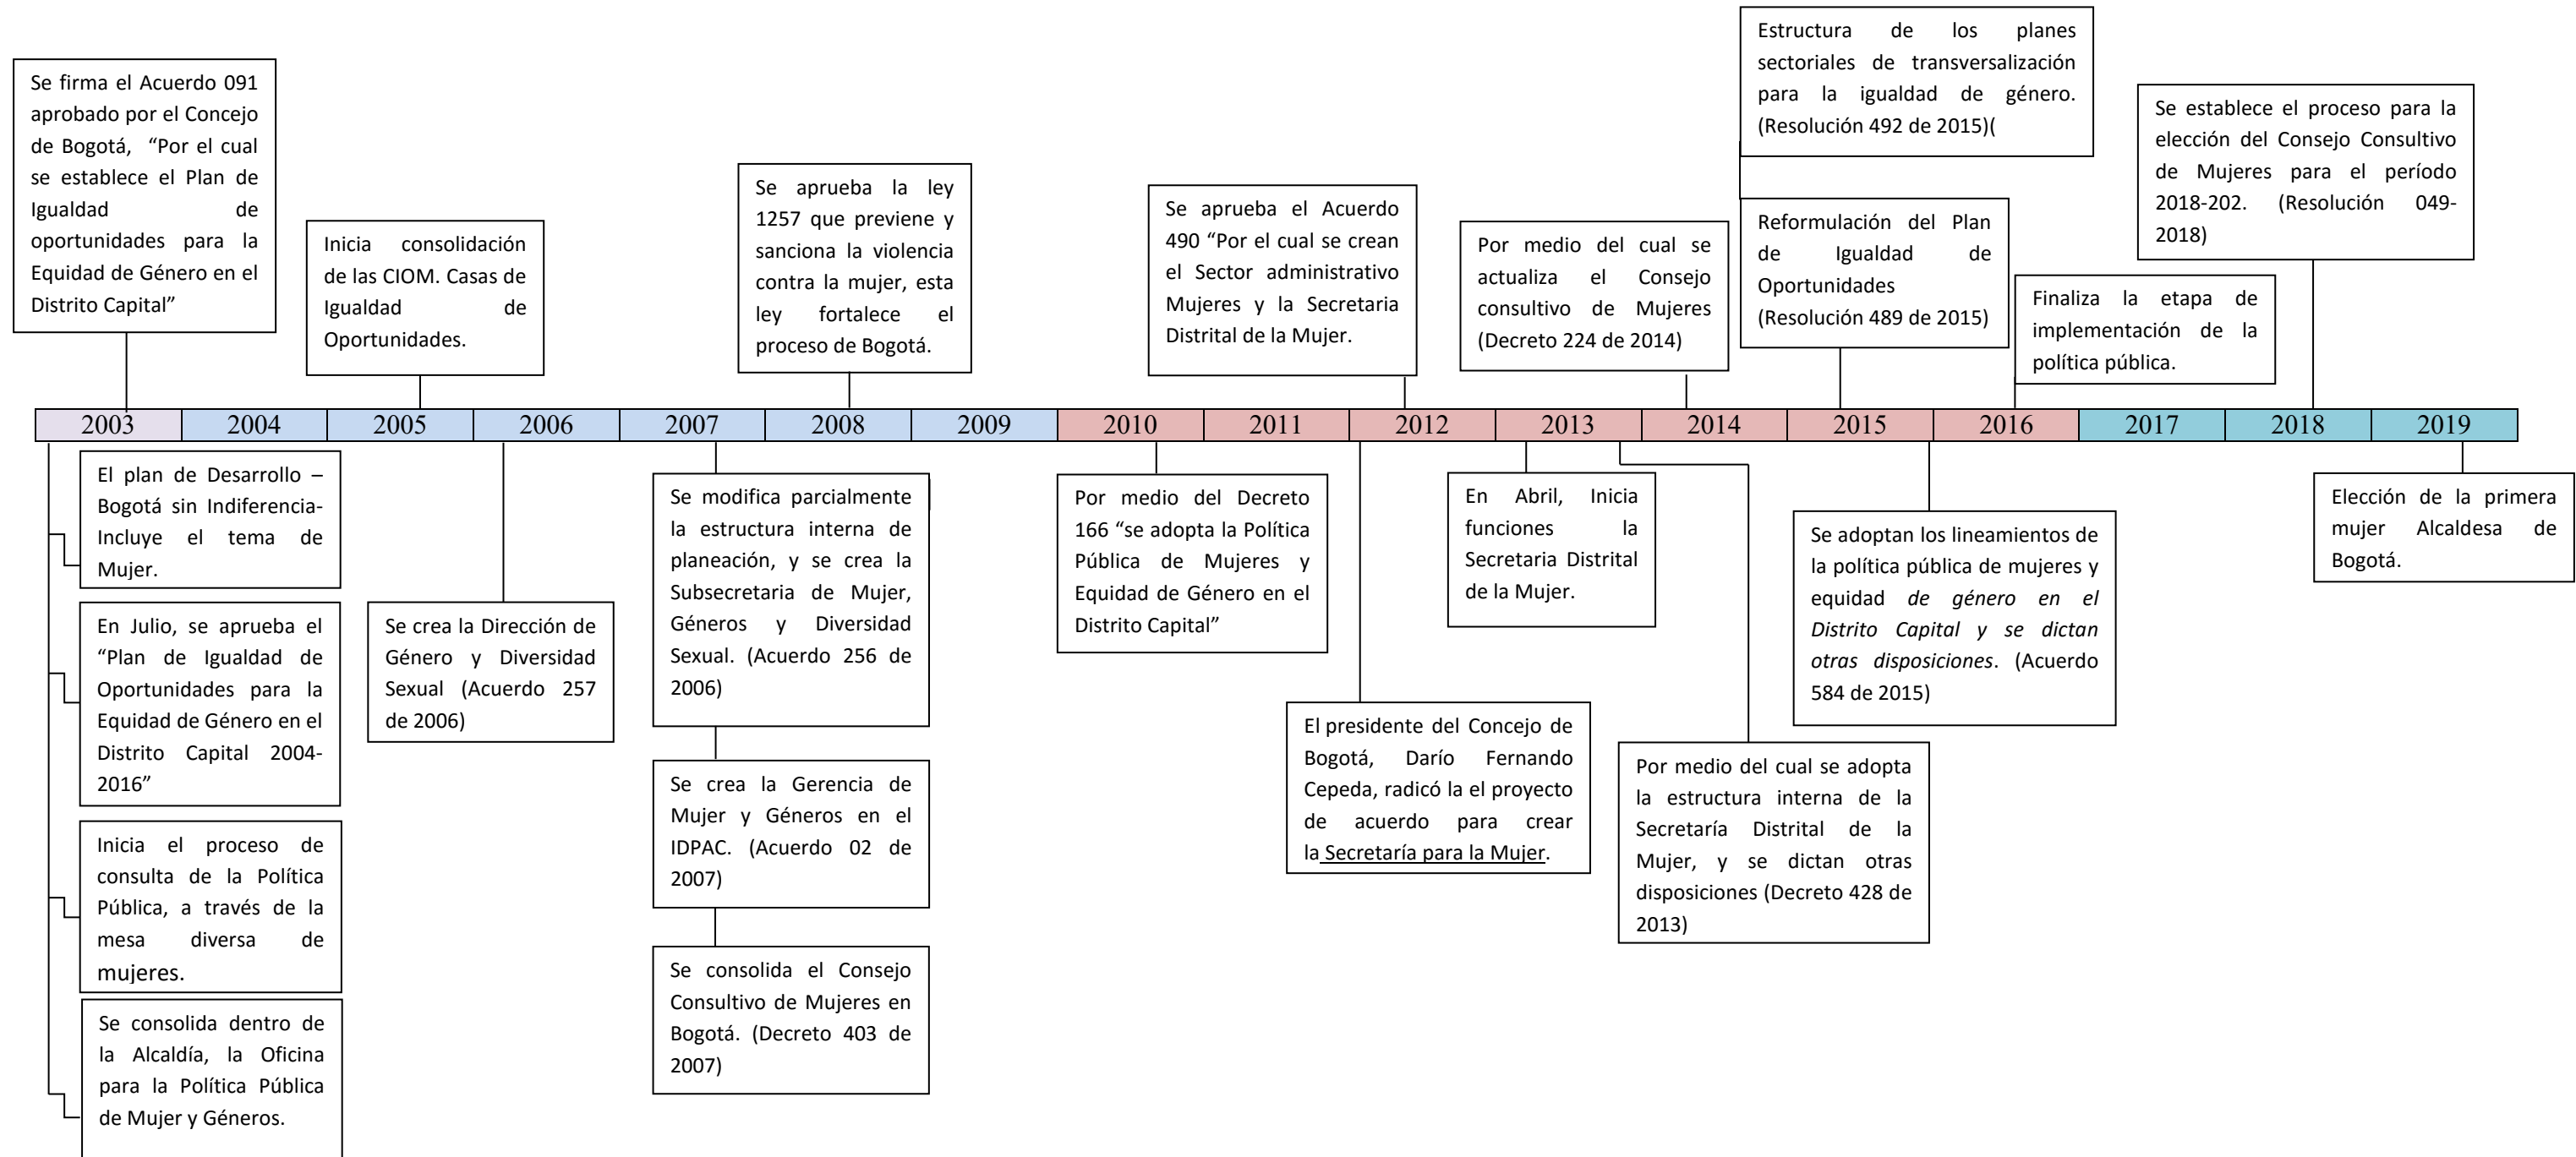 Estructura de los planes
sectoriales de transversalización
para la igualdad de género.
(Resolución 492 de 2015)(
Se firma el Acuerdo 091
aprobado por el Concejo
de Bogotá, “Por el cual
se establece el Plan de
Igualdad de
oportunidades para la
Equidad de Género en el
Distrito Capital”
Inicia consolidación
de las CIOM. Casas de
Igualdad de
Oportunidades.
Se aprueba la ley
1257 que previene y
sanciona la violencia
contra la mujer, esta
ley fortalece el
proceso de Bogotá.
Se aprueba el Acuerdo
490 “Por el cual se crean
el Sector administrativo
Mujeres y la Secretaria
Distrital de la Mujer.
Por medio del cual se
actualiza el Consejo
consultivo de Mujeres
(Decreto 224 de 2014)
Reformulación del Plan
de Igualdad de
Oportunidades
(Resolución 489 de 2015)
Finaliza la etapa de
implementación de la
política pública.
Se establece el proceso para la
elección del Consejo Consultivo
de Mujeres para el período
2018-202. (Resolución 049-
2018)
2003 2004 2005 2006 2007 2008 2009 2010 2011 2012 2013 2014 2015 2016 2017 2018 2019
El plan de Desarrollo –
Bogotá sin Indiferencia-
Incluye el tema de
Mujer.
En Julio, se aprueba el
“Plan de Igualdad de
Oportunidades para la
Equidad de Género en el
Distrito Capital 2004-
2016”
Inicia el proceso de
consulta de la Política
Pública, a través de la
mesa diversa de
mujeres.
Se consolida dentro de
la Alcaldía, la Oficina
para la Política Pública
de Mujer y Géneros.
Se crea la Dirección de
Género y Diversidad
Sexual (Acuerdo 257
de 2006)
Se modifica parcialmente
la estructura interna de
planeación, y se crea la
Subsecretaria de Mujer,
Géneros y Diversidad
Sexual. (Acuerdo 256 de
2006)
Se crea la Gerencia de
Mujer y Géneros en el
IDPAC. (Acuerdo 02 de
2007)
Se consolida el Consejo
Consultivo de Mujeres en
Bogotá. (Decreto 403 de
2007)
Por medio del Decreto
166 “se adopta la Política
Pública de Mujeres y
Equidad de Género en el
Distrito Capital”
El presidente del Concejo de
Bogotá, Darío Fernando
Cepeda, radicó la el proyecto
de acuerdo para crear
la Secretaría para la Mujer.
En Abril, Inicia
funciones la
Secretaria Distrital
de la Mujer.
Por medio del cual se adopta
la estructura interna de la
Secretaría Distrital de la
Mujer, y se dictan otras
disposiciones (Decreto 428 de
2013)
Se adoptan los lineamientos de
la política pública de mujeres y
equidad de género en el
Distrito Capital y se dictan
otras disposiciones. (Acuerdo
584 de 2015)
Elección de la primera
mujer Alcaldesa de
Bogotá.